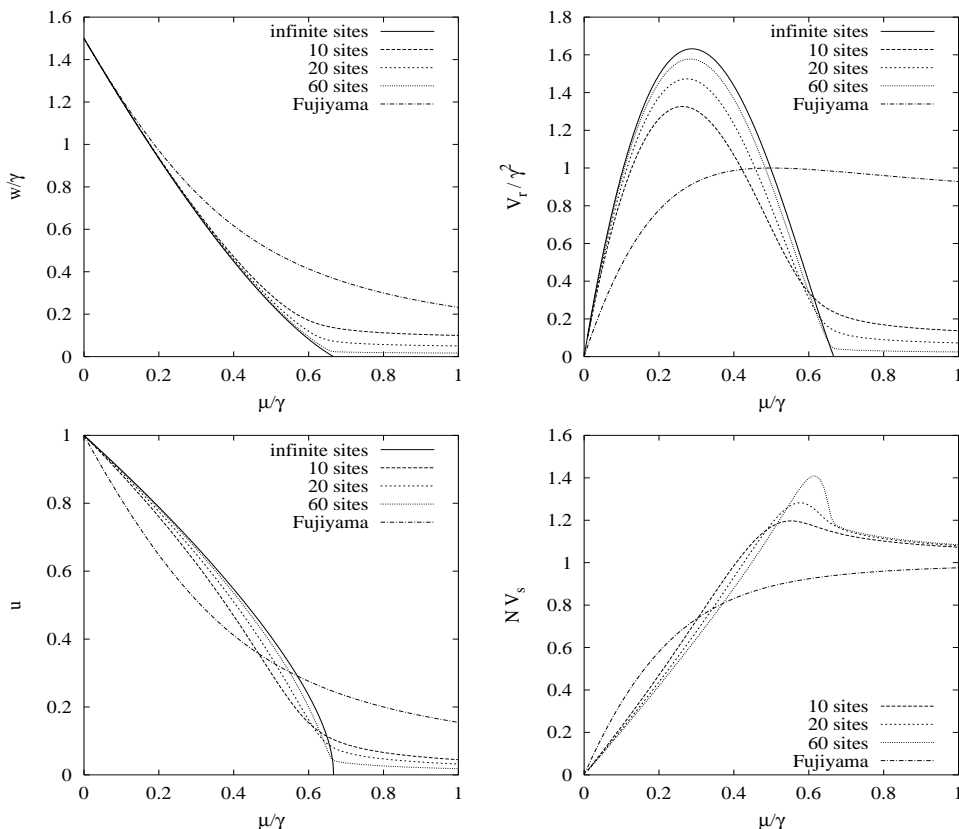 w/γ
1.6
1.4
1.2
1
0.8
0.6
0.4
0.2
0
infinite sites
10 sites
20 sites
60 sites
Fujiyama
0 0.2 0.4 0.6 0.8 1
μ/γ
V_r / γ^2
1.8
1.6
1.4
1.2
1
0.8
0.6
0.4
0.2
0
infinite sites
10 sites
20 sites
60 sites
Fujiyama
0 0.2 0.4 0.6 0.8 1
μ/γ
u
1
0.8
0.6
0.4
0.2
0
infinite sites
10 sites
20 sites
60 sites
Fujiyama
0 0.2 0.4 0.6 0.8 1
μ/γ
N V_s
1.6
1.4
1.2
1
0.8
0.6
0.4
0.2
0
10 sites
20 sites
60 sites
Fujiyama
0 0.2 0.4 0.6 0.8 1
μ/γ